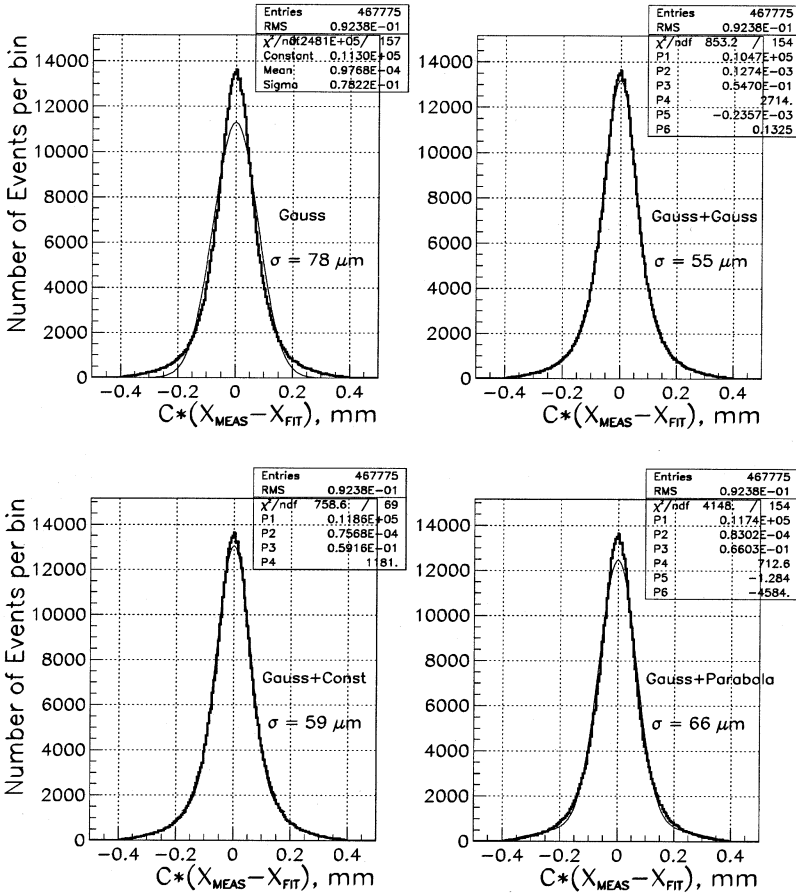 Entries 467775
RMS 0.9238E-01
χ²/ndf 0.2481E+05/ 157
Constant 0.1130E+05
Mean 0.9768E-04
Sigma 0.7822E-01
14000
12000
10000
8000
6000
4000
2000
0
Number of Events per bin
Gauss
σ = 78 μm
-0.4 -0.2 0 0.2 0.4
C*(X_MEAS-X_FIT), mm
Entries 467775
RMS 0.9238E-01
χ²/ndf 853.2 / 154
P1 0.1047E+05
P2 0.1274E-03
P3 0.5470E-01
P4 2714.
P5 -0.2357E-03
P6 0.1325
14000
12000
10000
8000
6000
4000
2000
0
Gauss+Gauss
σ = 55 μm
-0.4 -0.2 0 0.2 0.4
C*(X_MEAS-X_FIT), mm
Entries 467775
RMS 0.9238E-01
χ²/ndf 758.6 / 69
P1 0.1186E+05
P2 0.7568E-04
P3 0.5916E-01
P4 1181.
14000
12000
10000
8000
6000
4000
2000
0
Number of Events per bin
Gauss+Const
σ = 59 μm
-0.4 -0.2 0 0.2 0.4
C*(X_MEAS-X_FIT), mm
Entries 467775
RMS 0.9238E-01
χ²/ndf 4148. / 154
P1 0.1174E+05
P2 0.8302E-04
P3 0.6603E-01
P4 712.6
P5 -1.284
P6 -4584.
14000
12000
10000
8000
6000
4000
2000
0
Gauss+Parabola
σ = 66 μm
-0.4 -0.2 0 0.2 0.4
C*(X_MEAS-X_FIT), mm